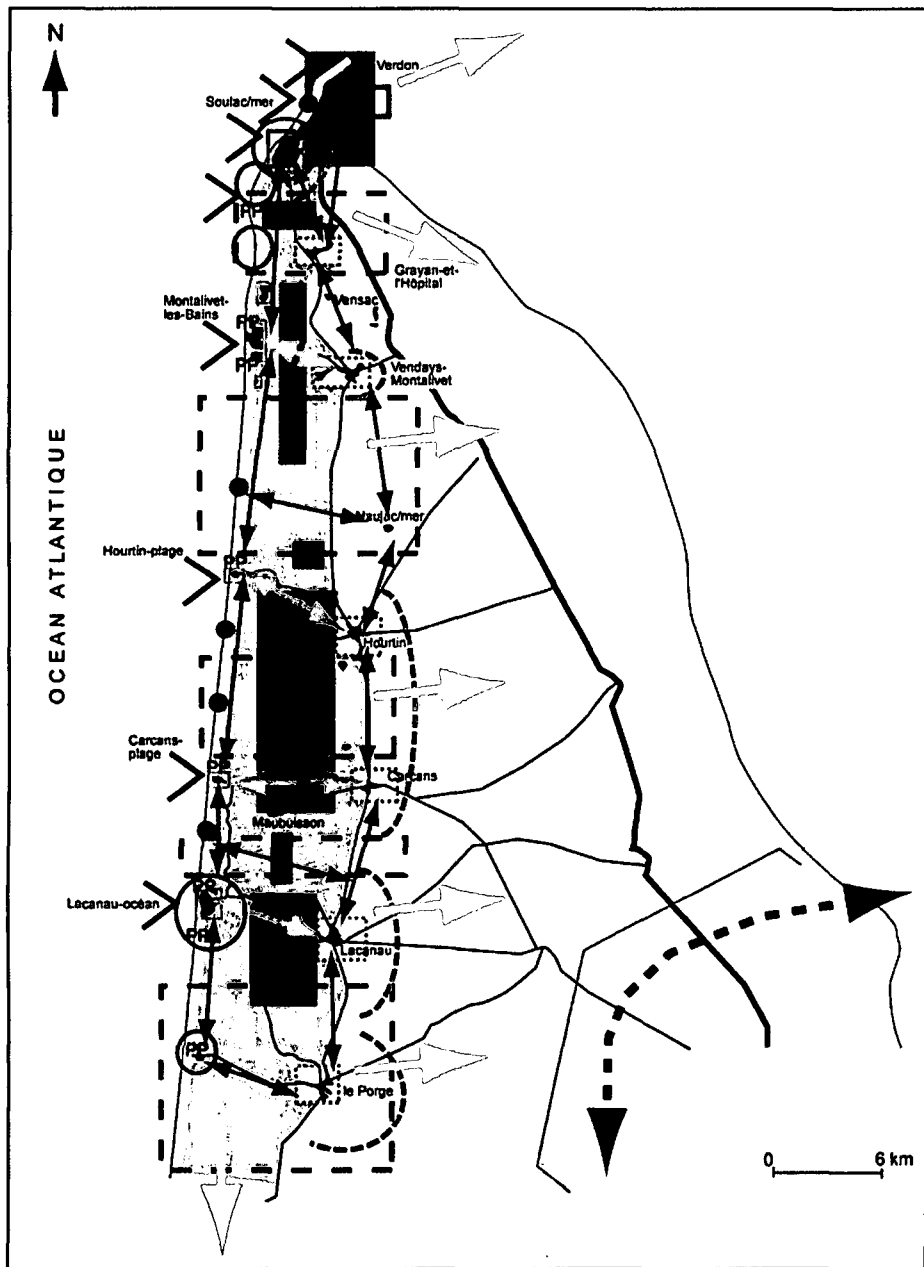 N
Verdon
Soulac/mer
PP
Grayan-et-
l'Hôpital
Vensac
Montalivet-
les-Bains
PP
PP
Vendays-
Montalivet
OCEAN ATLANTIQUE
Naujac/mer
Hourtin-plage
PP
Hourtin
Carcans-
plage
PP
Carcans
Maubuisson
Lacanau-océan
PP
PP
Lacanau
PP
le Porge
0 6 km